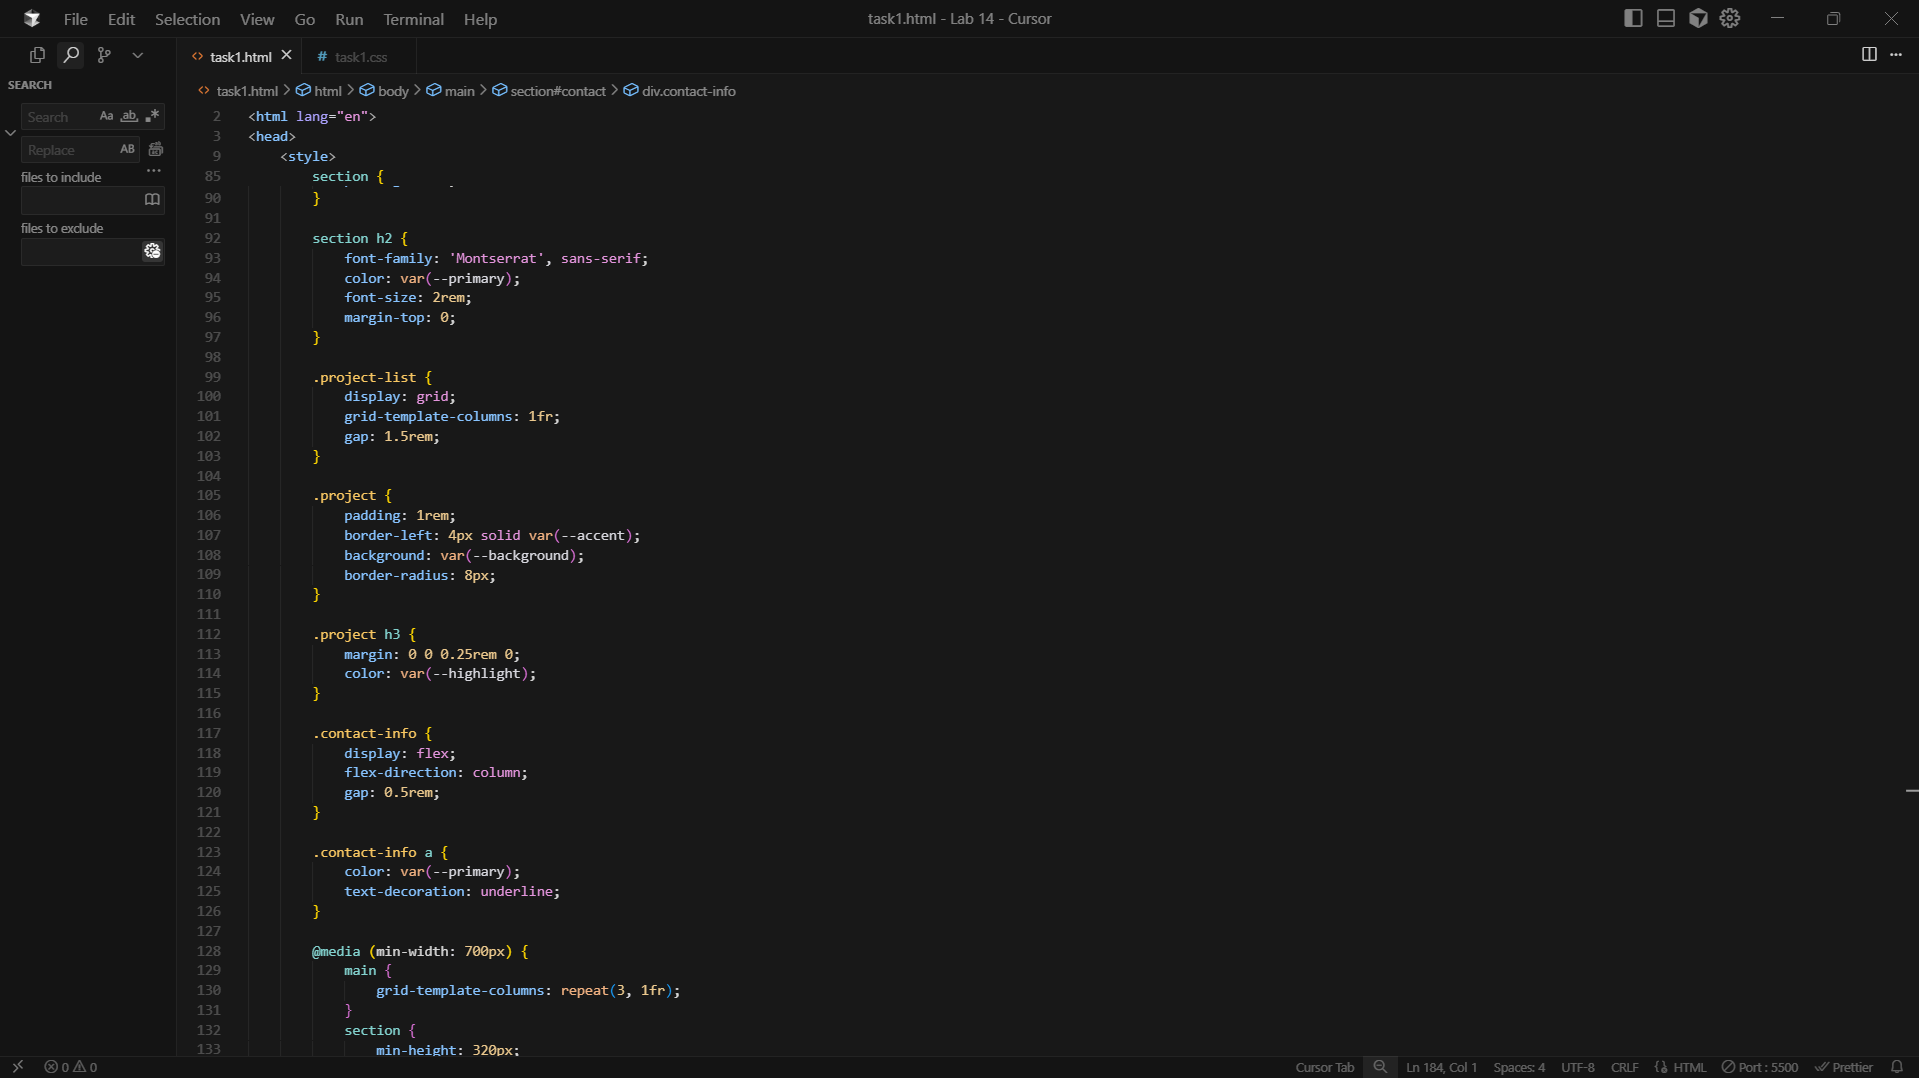 File Edit Selection View Go Run Terminal Help
task1.html - Lab 14 - Cursor
task1.html
# task1.css
SEARCH
Search Aa ab .*
Replace AB
files to include
files to exclude
task1.html > html > body > main > section#contact > div.contact-info
2 <html lang="en">
3 <head>
9 <style>
85 section {
90 }
91
92 section h2 {
93 font-family: 'Montserrat', sans-serif;
94 color: var(--primary);
95 font-size: 2rem;
96 margin-top: 0;
97 }
98
99 .project-list {
100 display: grid;
101 grid-template-columns: 1fr;
102 gap: 1.5rem;
103 }
104
105 .project {
106 padding: 1rem;
107 border-left: 4px solid var(--accent);
108 background: var(--background);
109 border-radius: 8px;
110 }
111
112 .project h3 {
113 margin: 0 0 0.25rem 0;
114 color: var(--highlight);
115 }
116
117 .contact-info {
118 display: flex;
119 flex-direction: column;
120 gap: 0.5rem;
121 }
122
123 .contact-info a {
124 color: var(--primary);
125 text-decoration: underline;
126 }
127
128 @media (min-width: 700px) {
129 main {
130 grid-template-columns: repeat(3, 1fr);
131 }
132 section {
133 min-height: 320px;
0 0
Cursor Tab Ln 184, Col 1 Spaces: 4 UTF-8 CRLF HTML Port : 5500 Prettier